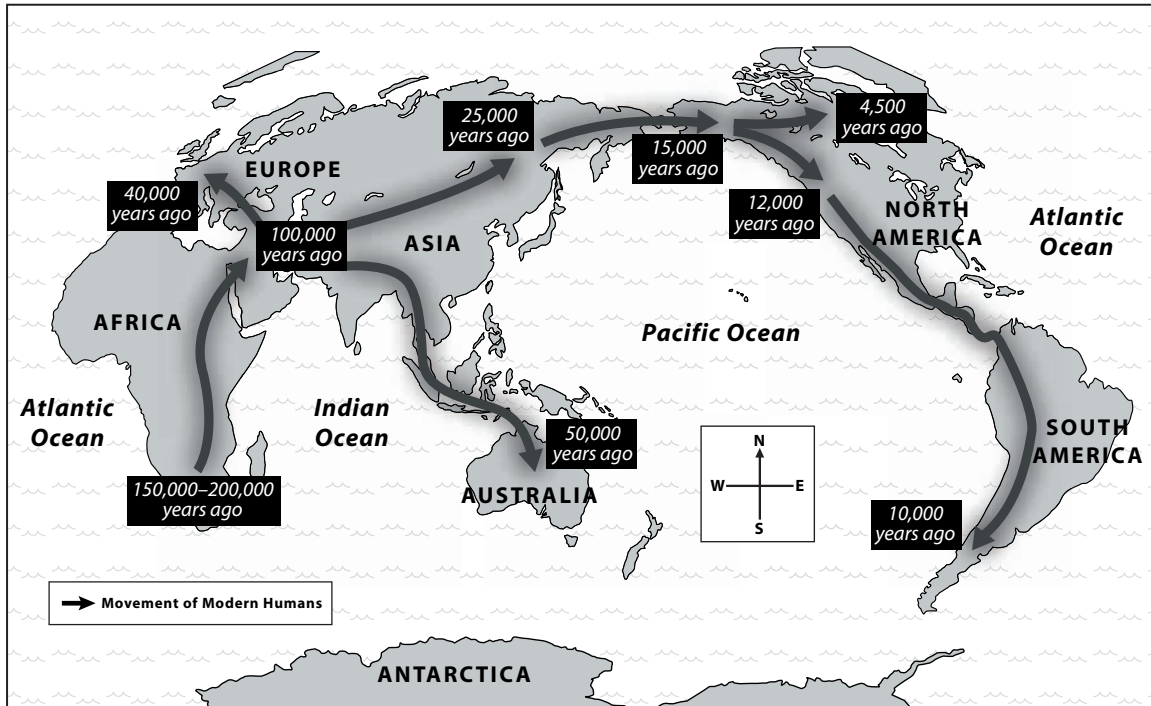 4,500
years ago
25,000
years ago
15,000
years ago
EUROPE
40,000
years ago
12,000
years ago
NORTH
AMERICA
Atlantic
Ocean
100,000
years ago
ASIA
AFRICA
Pacific Ocean
Atlantic
Ocean
Indian
Ocean
50,000
years ago
SOUTH
AMERICA
N
W
E
S
150,000–200,000
years ago
AUSTRALIA
10,000
years ago
Movement of Modern Humans
ANTARCTICA